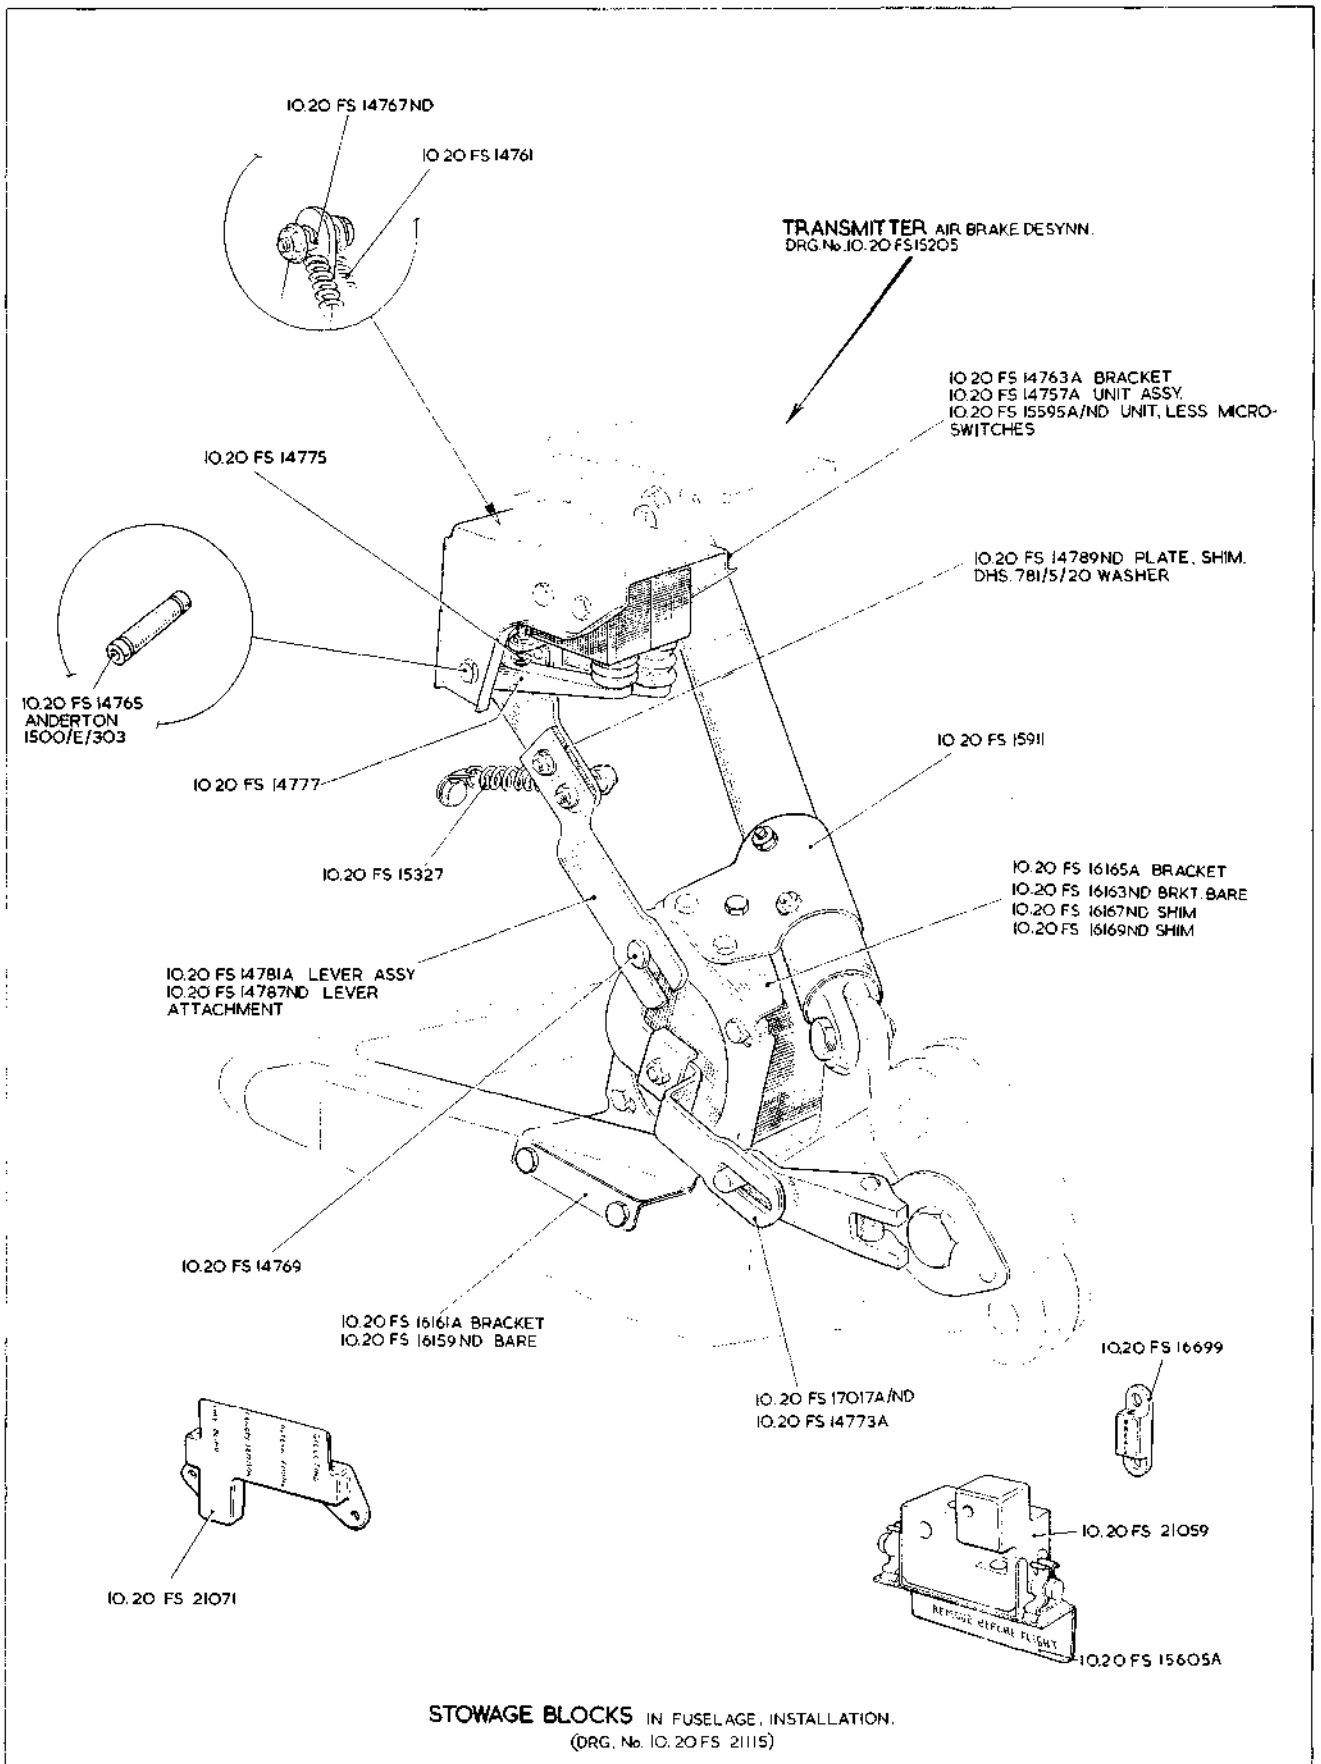 10.20 FS 14767ND
10.20 FS 14761
TRANSMITTER AIR BRAKE DESYNN.
DRG. No. 10.20 FS 15205
10.20 FS 14763A BRACKET
10.20 FS 14757A UNIT ASSY.
10.20 FS 15595A/ND UNIT, LESS MICRO-
SWITCHES
10.20 FS 14775
10.20 FS 14789ND PLATE, SHIM.
DHS. 781/5/20 WASHER
10.20 FS 14765
ANDERTON
1500/E/303
10.20 FS 15911
10.20 FS 14777
10.20 FS 15327
10.20 FS 16165A BRACKET
10.20 FS 16163ND BRKT. BARE
10.20 FS 16167ND SHIM
10.20 FS 16169ND SHIM
10.20 FS 14781A LEVER ASSY
10.20 FS 14787ND LEVER
ATTACHMENT
10.20 FS 14769
10.20 FS 16161A BRACKET
10.20 FS 16159ND BARE
10.20 FS 16699
10.20 FS 17017A/ND
10.20 FS 14773A
10.20 FS 21059
10.20 FS 21071
REMOVE BEFORE FLIGHT
10.20 FS 15605A
STOWAGE BLOCKS IN FUSELAGE, INSTALLATION.
(DRG. No. 10.20 FS 21115)